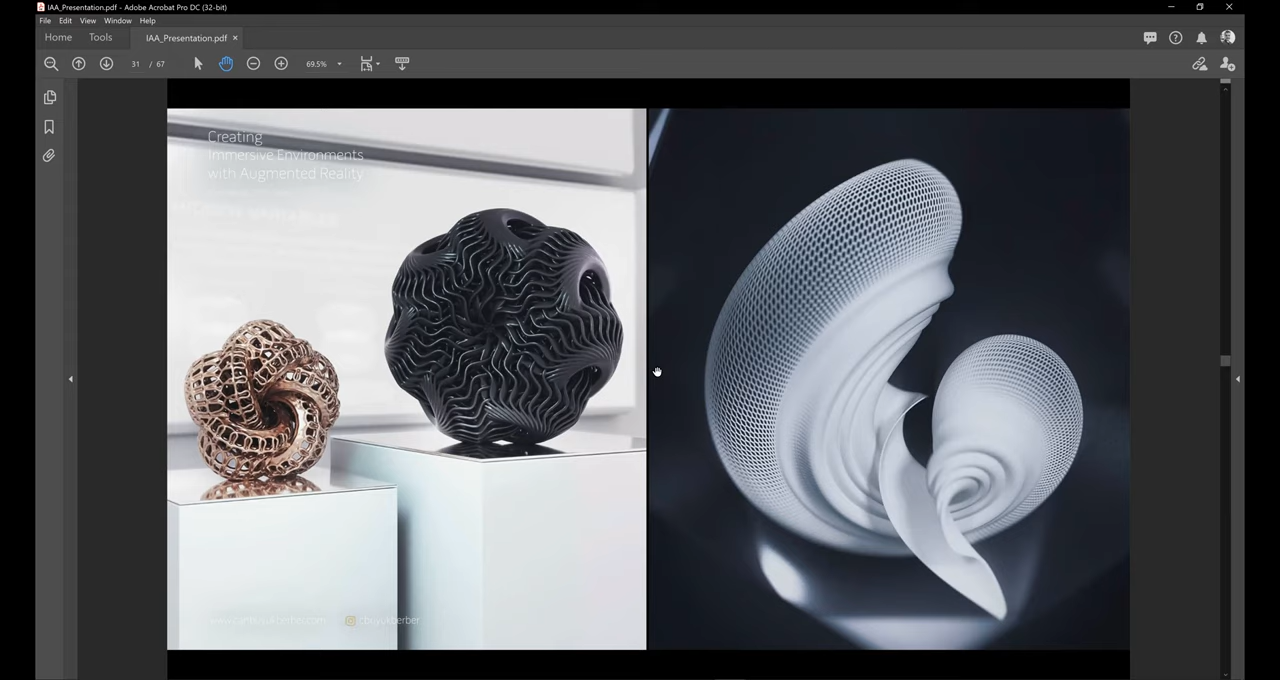 IAA_Presentation.pdf - Adobe Acrobat Pro DC (32-bit)
File Edit View Window Help
Home Tools IAA_Presentation.pdf ×
31 / 67 69.5%
Creating
Immersive Environments
with Augmented Reality
cbuyukberber